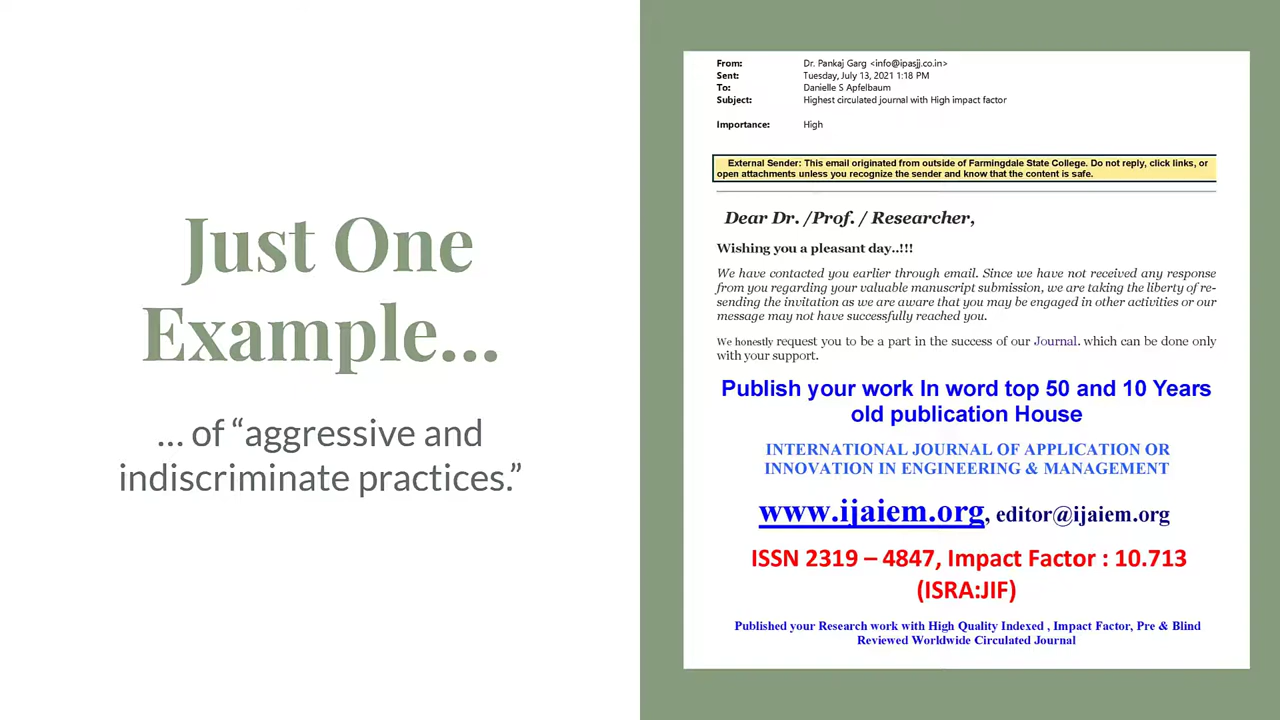 Just One
Example...
... of “aggressive and
indiscriminate practices.”
From: Dr. Pankaj Garg <info@ipasjj.co.in>
Sent: Tuesday, July 13, 2021 1:18 PM
To: Danielle S Apfelbaum
Subject: Highest circulated journal with High impact factor
Importance: High
External Sender: This email originated from outside of Farmingdale State College. Do not reply, click links, or
open attachments unless you recognize the sender and know that the content is safe.
Dear Dr. /Prof. / Researcher,
Wishing you a pleasant day..!!!
We have contacted you earlier through email. Since we have not received any response
from you regarding your valuable manuscript submission, we are taking the liberty of re-
sending the invitation as we are aware that you may be engaged in other activities or our
message may not have successfully reached you.
We honestly request you to be a part in the success of our Journal. which can be done only
with your support.
Publish your work In word top 50 and 10 Years
old publication House
INTERNATIONAL JOURNAL OF APPLICATION OR
INNOVATION IN ENGINEERING & MANAGEMENT
www.ijaiem.org, editor@ijaiem.org
ISSN 2319 – 4847, Impact Factor : 10.713
(ISRA:JIF)
Published your Research work with High Quality Indexed , Impact Factor, Pre & Blind
Reviewed Worldwide Circulated Journal